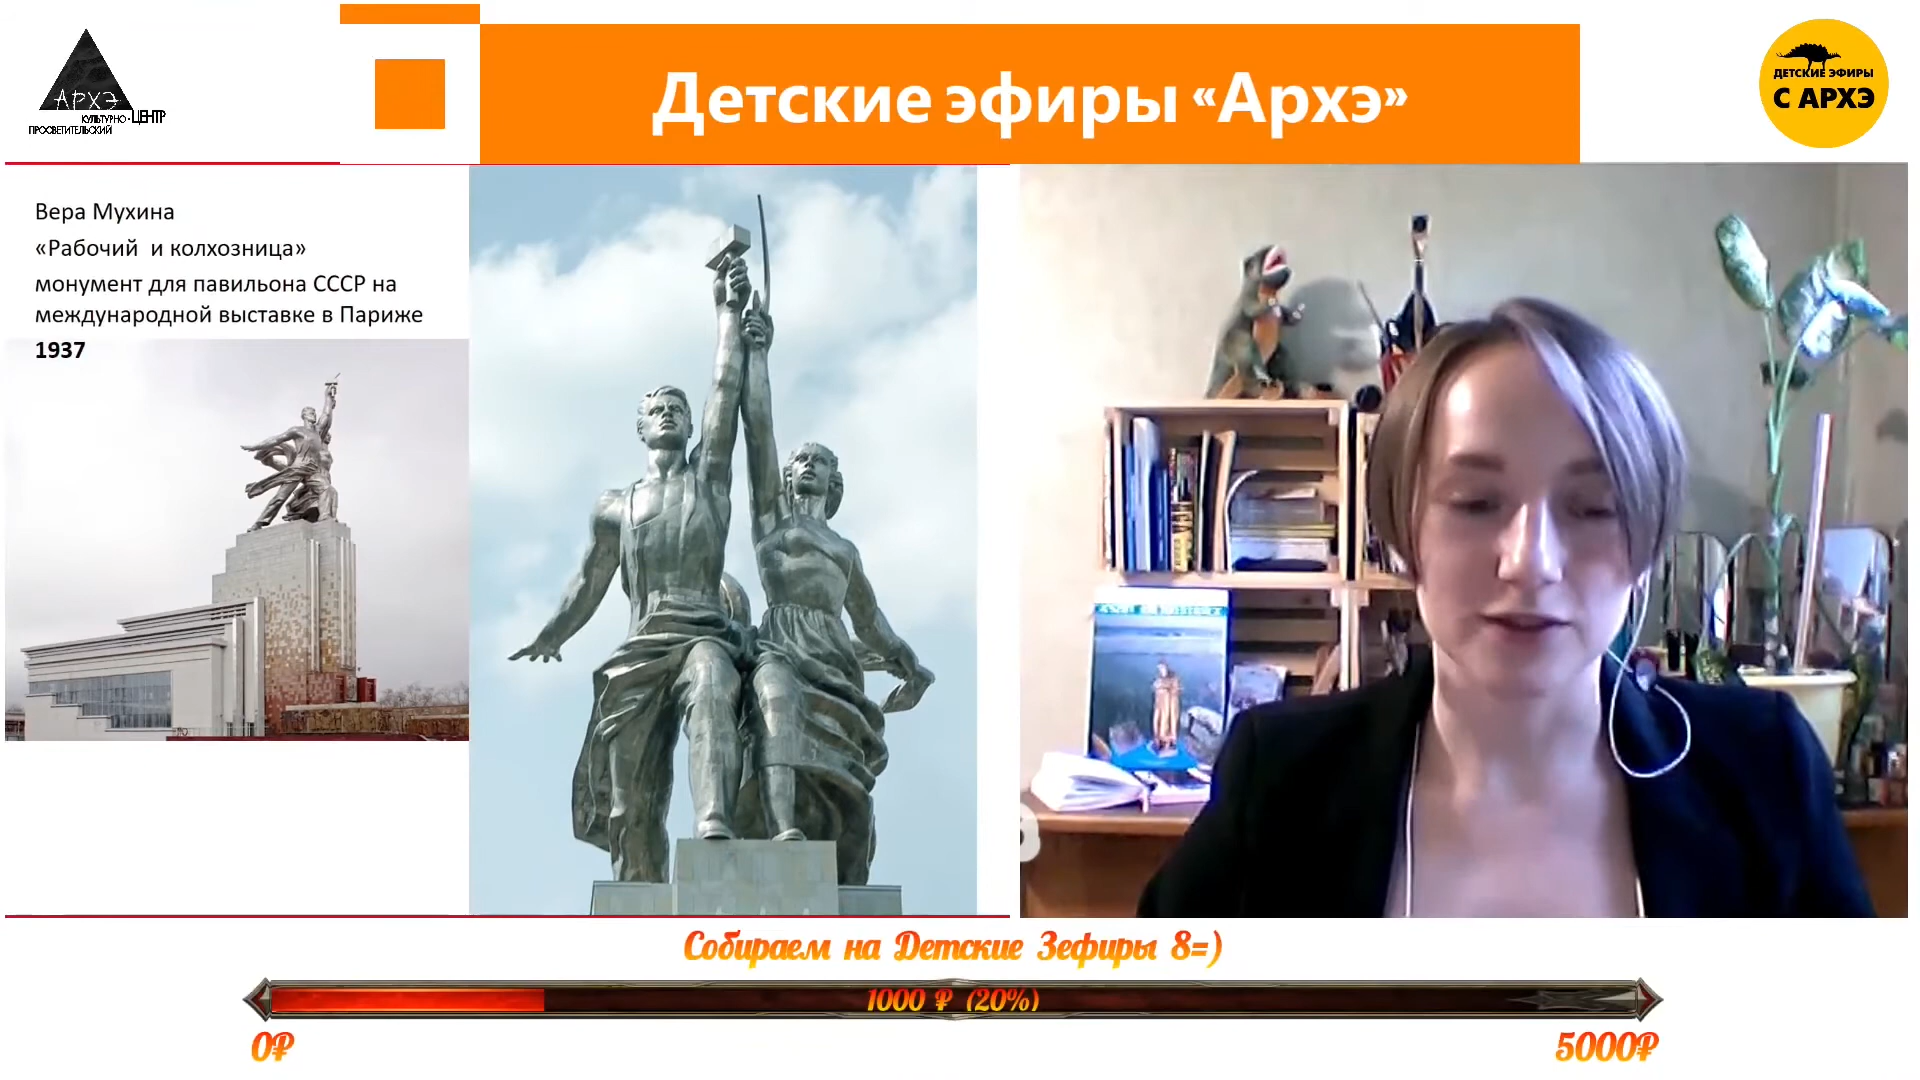 АРХЭ
КУЛЬТУРНО-ЦЕНТР
ПРОСВЕТИТЕЛЬСКИЙ
Детские эфиры «Архэ»
ДЕТСКИЕ ЭФИРЫ
С АРХЭ
Вера Мухина
«Рабочий и колхозница»
монумент для павильона СССР на
международной выставке в Париже
1937
Собираем на Детские Зефиры 8=)
1000 ₽ (20%)
0₽
5000₽